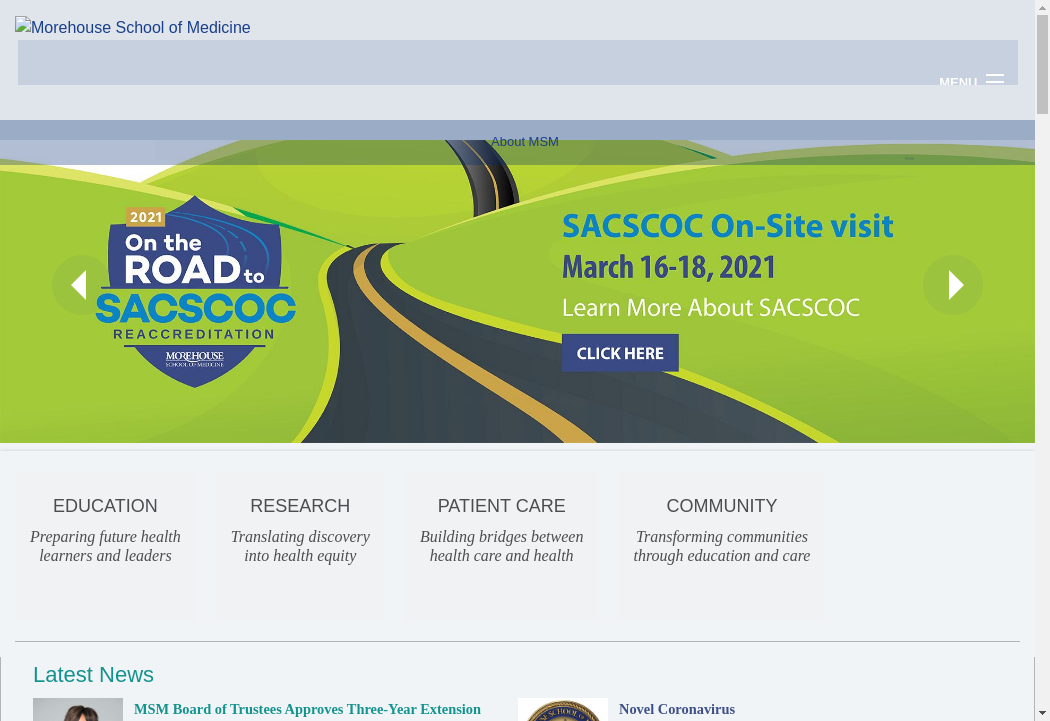 Morehouse School of Medicine
MENU
About MSM
2021
On the
ROAD to
SACSCOC
REACCREDITATION
MOREHOUSE
SCHOOL OF MEDICINE
SACSCOC On-Site visit
March 16-18, 2021
Learn More About SACSCOC
CLICK HERE
EDUCATION
Preparing future health
learners and leaders
RESEARCH
Translating discovery
into health equity
PATIENT CARE
Building bridges between
health care and health
COMMUNITY
Transforming communities
through education and care
Latest News
MSM Board of Trustees Approves Three-Year Extension
Novel Coronavirus